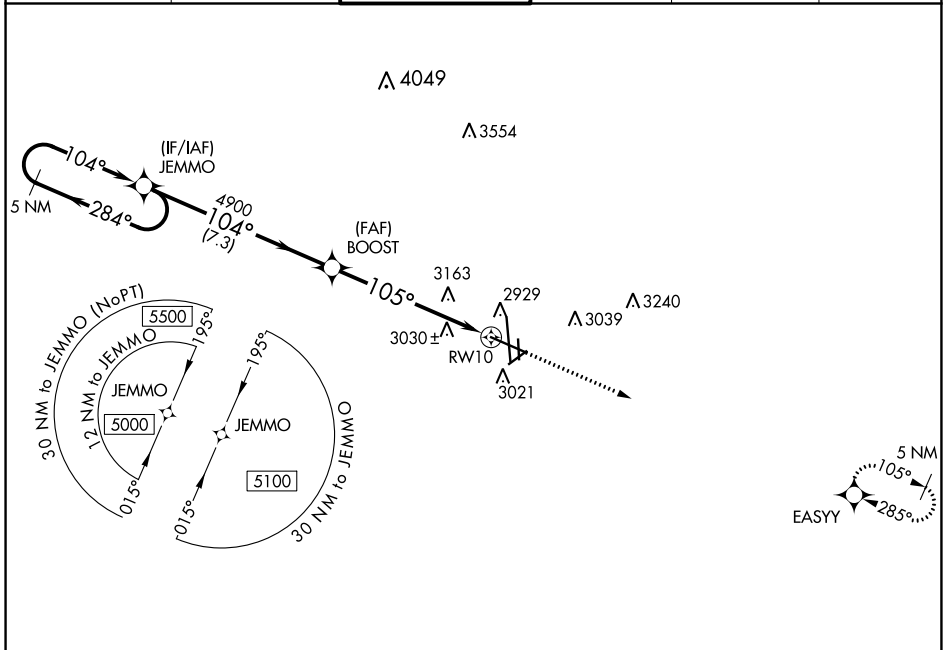 4049
3554
(IF/IAF)
JEMMO
104°
5 NM
284°
4900
104°
(7.3)
(FAF)
BOOST
105°
3163
2929
3240
3039
3030±
RW10
3021
30 NM to JEMMO (NoPT)
5500
195°
12 NM to JEMMO
JEMMO
5000
015°
195°
JEMMO
5100
015°
30 NM to JEMMO
5 NM
105°
285°
EASYY